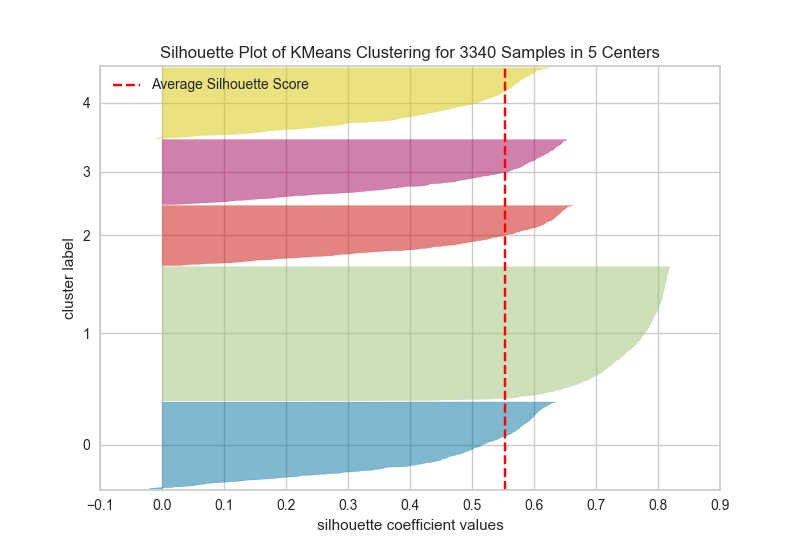 Silhouette Plot of KMeans Clustering for 3340 Samples in 5 Centers
Average Silhouette Score
cluster label
4
3
2
1
0
−0.1 0.0 0.1 0.2 0.3 0.4 0.5 0.6 0.7 0.8 0.9
silhouette coefficient values